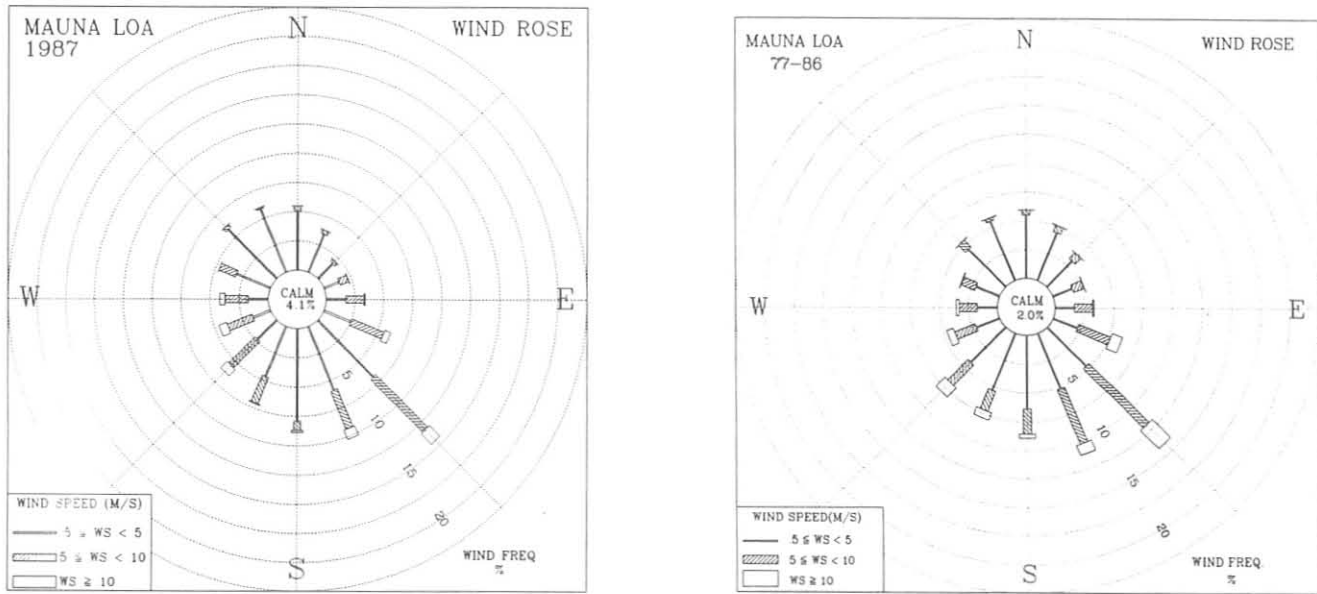 MAUNA LOA
1987
WIND ROSE
N
W
E
S
CALM
4.1%
5
10
15
20
WIND SPEED (M/S)
.5 ≤ WS < 5
5 ≤ WS < 10
WS ≥ 10
WIND FREQ
%
MAUNA LOA
77-86
WIND ROSE
N
W
E
S
CALM
2.0%
5
10
15
20
WIND SPEED(M/S)
.5 ≤ WS < 5
5 ≤ WS < 10
WS ≥ 10
WIND FREQ.
%